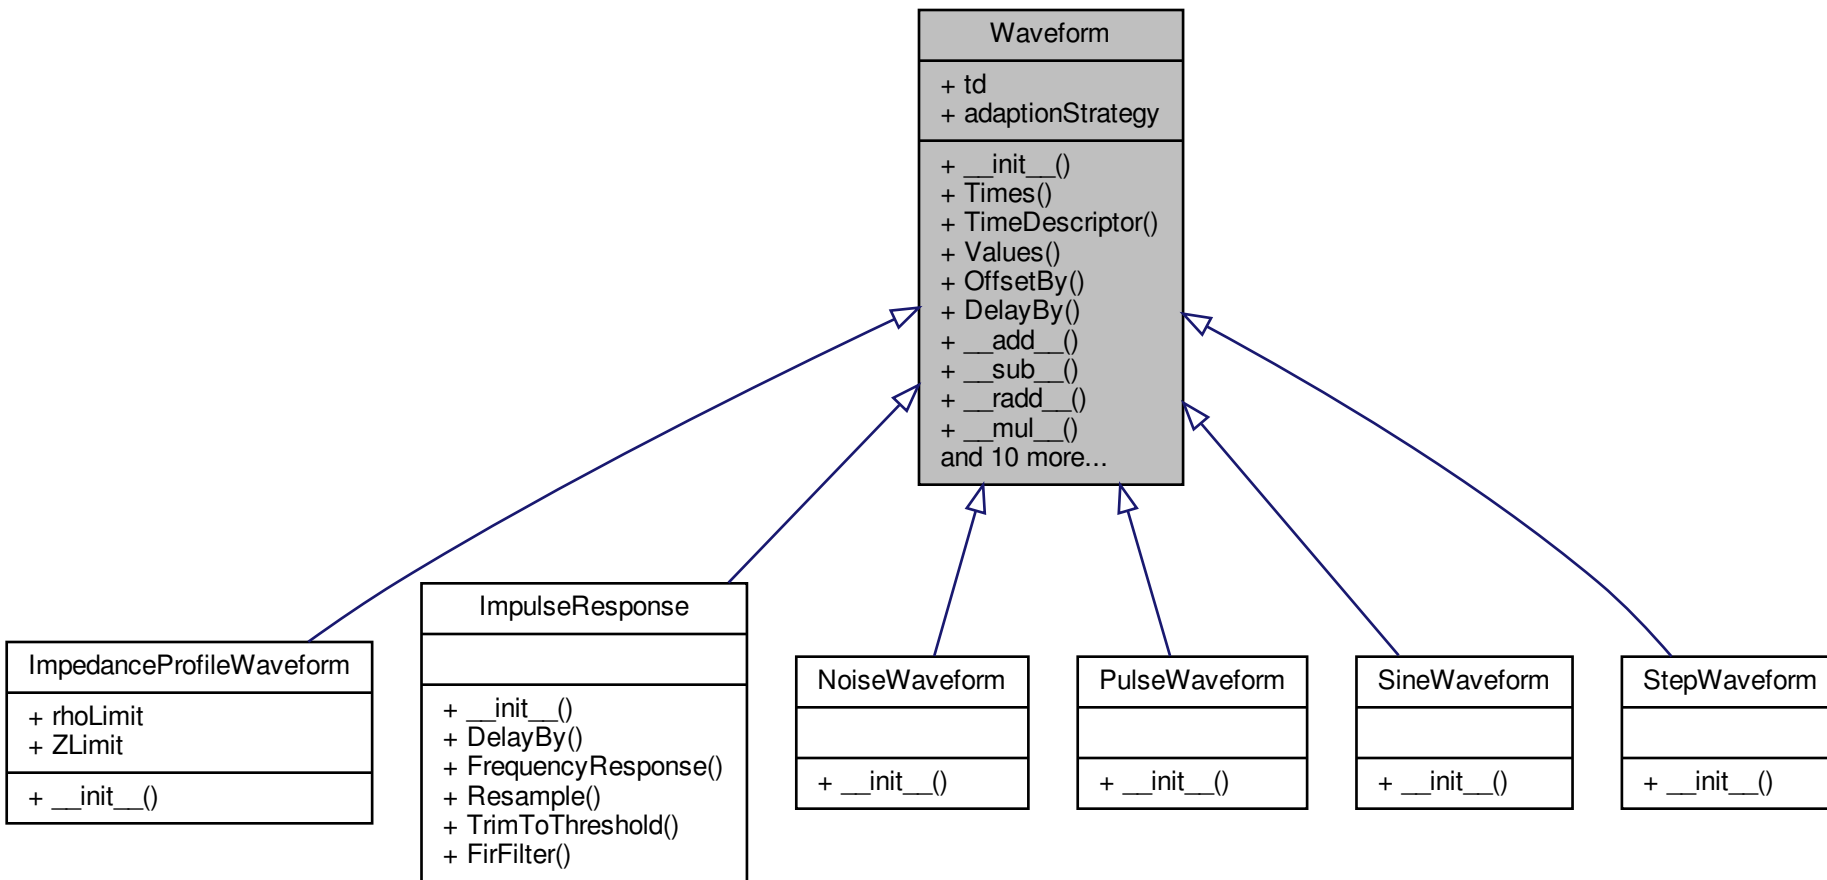 Waveform
+ td
+ adaptionStrategy
+ __init__()
+ Times()
+ TimeDescriptor()
+ Values()
+ OffsetBy()
+ DelayBy()
+ __add__()
+ __sub__()
+ __radd__()
+ __mul__()
and 10 more...
ImpedanceProfileWaveform
+ rhoLimit
+ ZLimit
+ __init__()
ImpulseResponse
+ __init__()
+ DelayBy()
+ FrequencyResponse()
+ Resample()
+ TrimToThreshold()
+ FirFilter()
NoiseWaveform
+ __init__()
PulseWaveform
+ __init__()
SineWaveform
+ __init__()
StepWaveform
+ __init__()